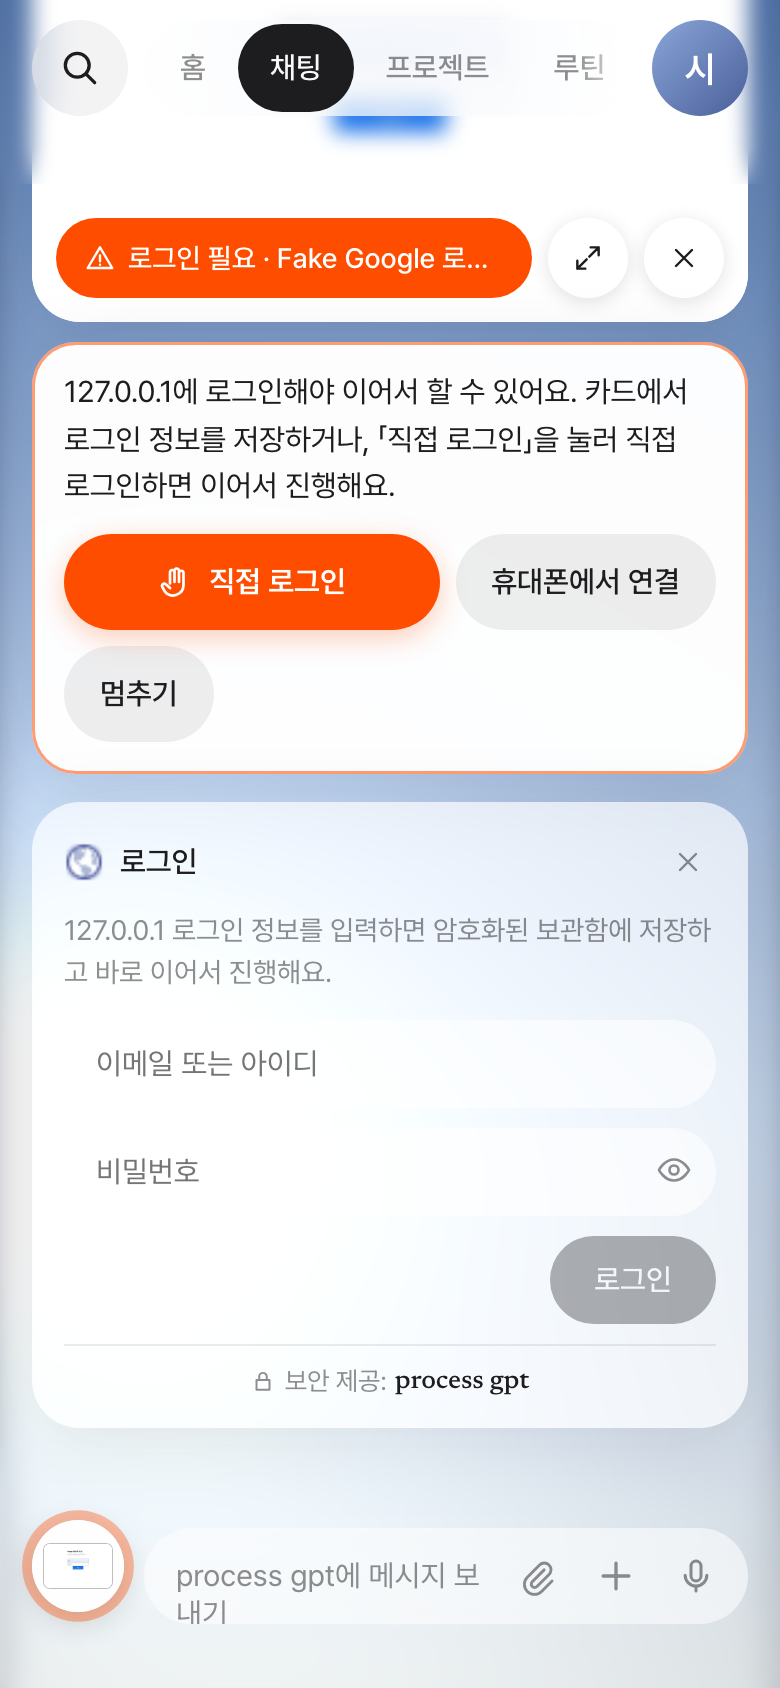 홈
채팅
프로젝트
루틴
시
로그인 필요 · Fake Google 로...
127.0.0.1에 로그인해야 이어서 할 수 있어요. 카드에서
로그인 정보를 저장하거나, 「직접 로그인」을 눌러 직접
로그인하면 이어서 진행해요.
직접 로그인
휴대폰에서 연결
멈추기
로그인
127.0.0.1 로그인 정보를 입력하면 암호화된 보관함에 저장하
고 바로 이어서 진행해요.
이메일 또는 아이디
비밀번호
로그인
보안 제공: process gpt
process gpt에 메시지 보
내기